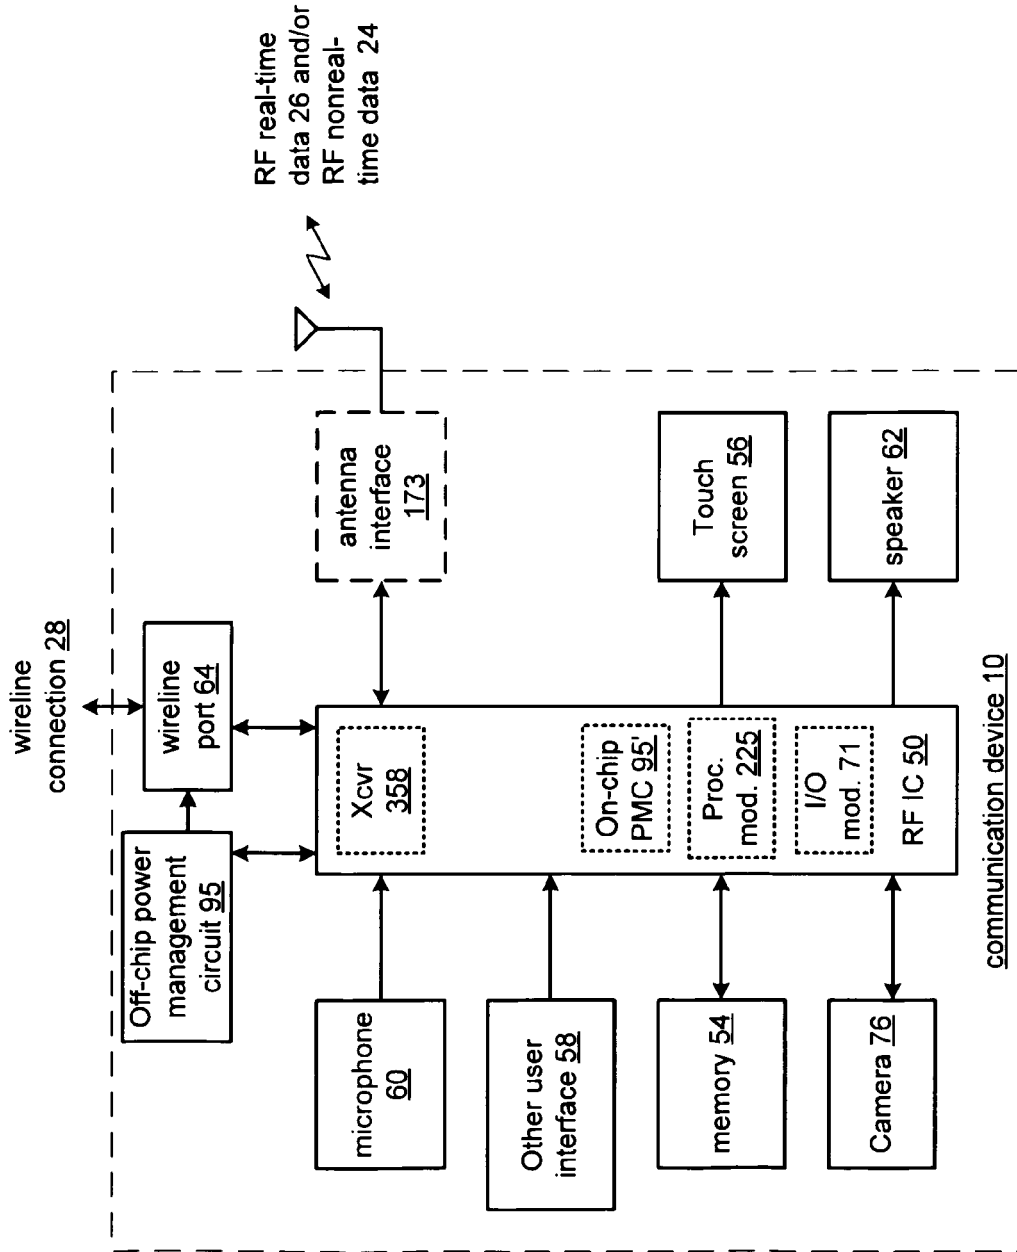 wireline
connection 28
RF real-time
data 26 and/or
RF nonreal-
time data 24
Off-chip power
management
circuit 95
wireline
port 64
microphone
60
Xcvr
358
antenna
interface
173
Other user
interface 58
On-chip
PMC 95'
memory 54
Proc.
mod. 225
Touch
screen 56
Camera 76
I/O
mod. 71
RF IC 50
speaker 62
communication device 10